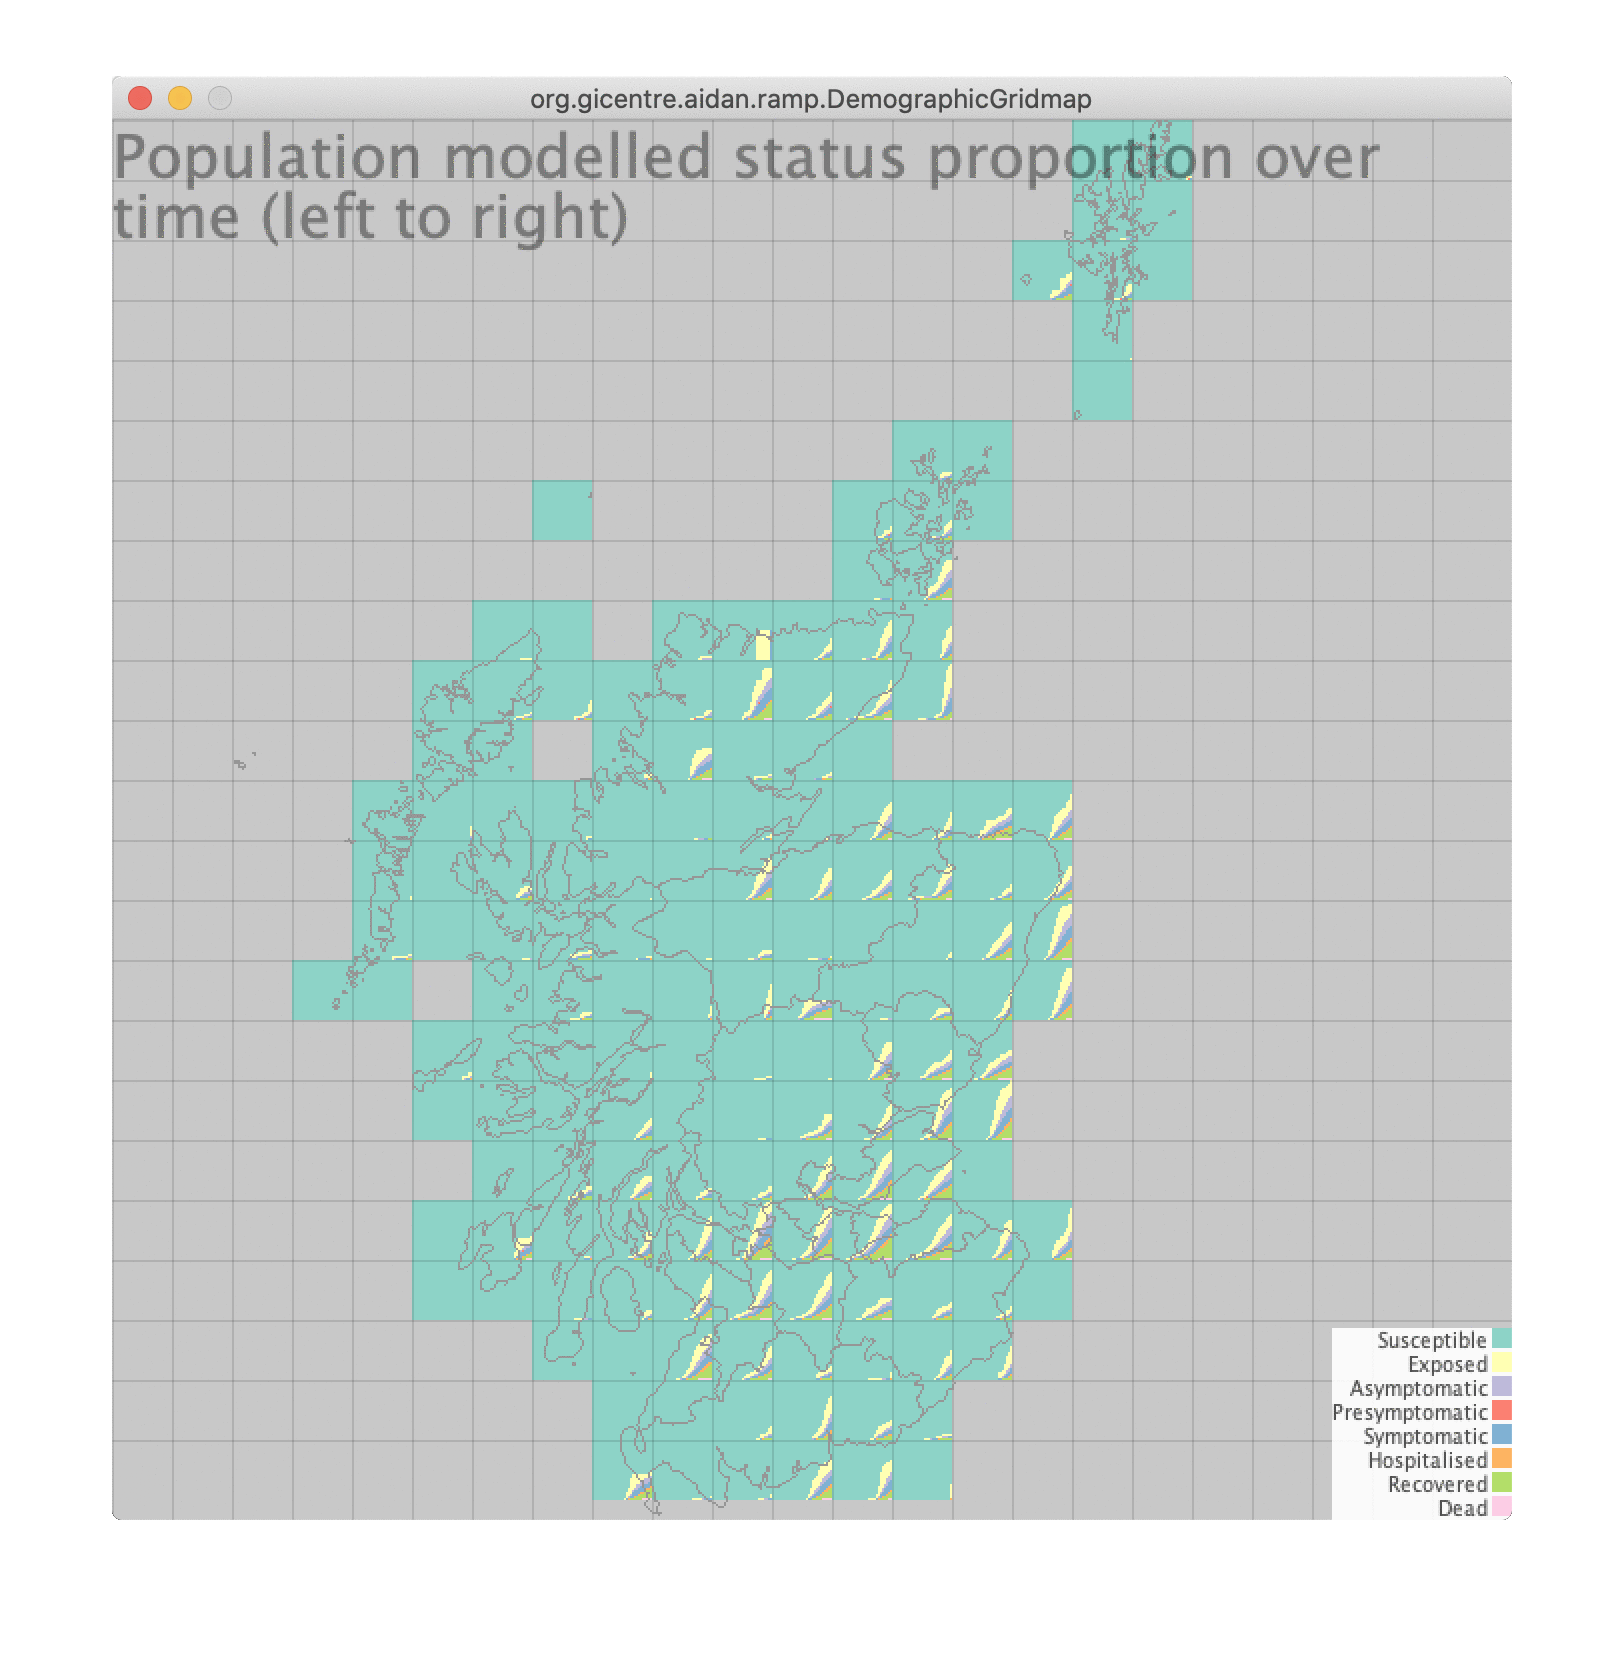 org.gicentre.aidan.ramp.DemographicGridmap
Population modelled status proportion over
time (left to right)
Susceptible
Exposed
Asymptomatic
Presymptomatic
Symptomatic
Hospitalised
Recovered
Dead